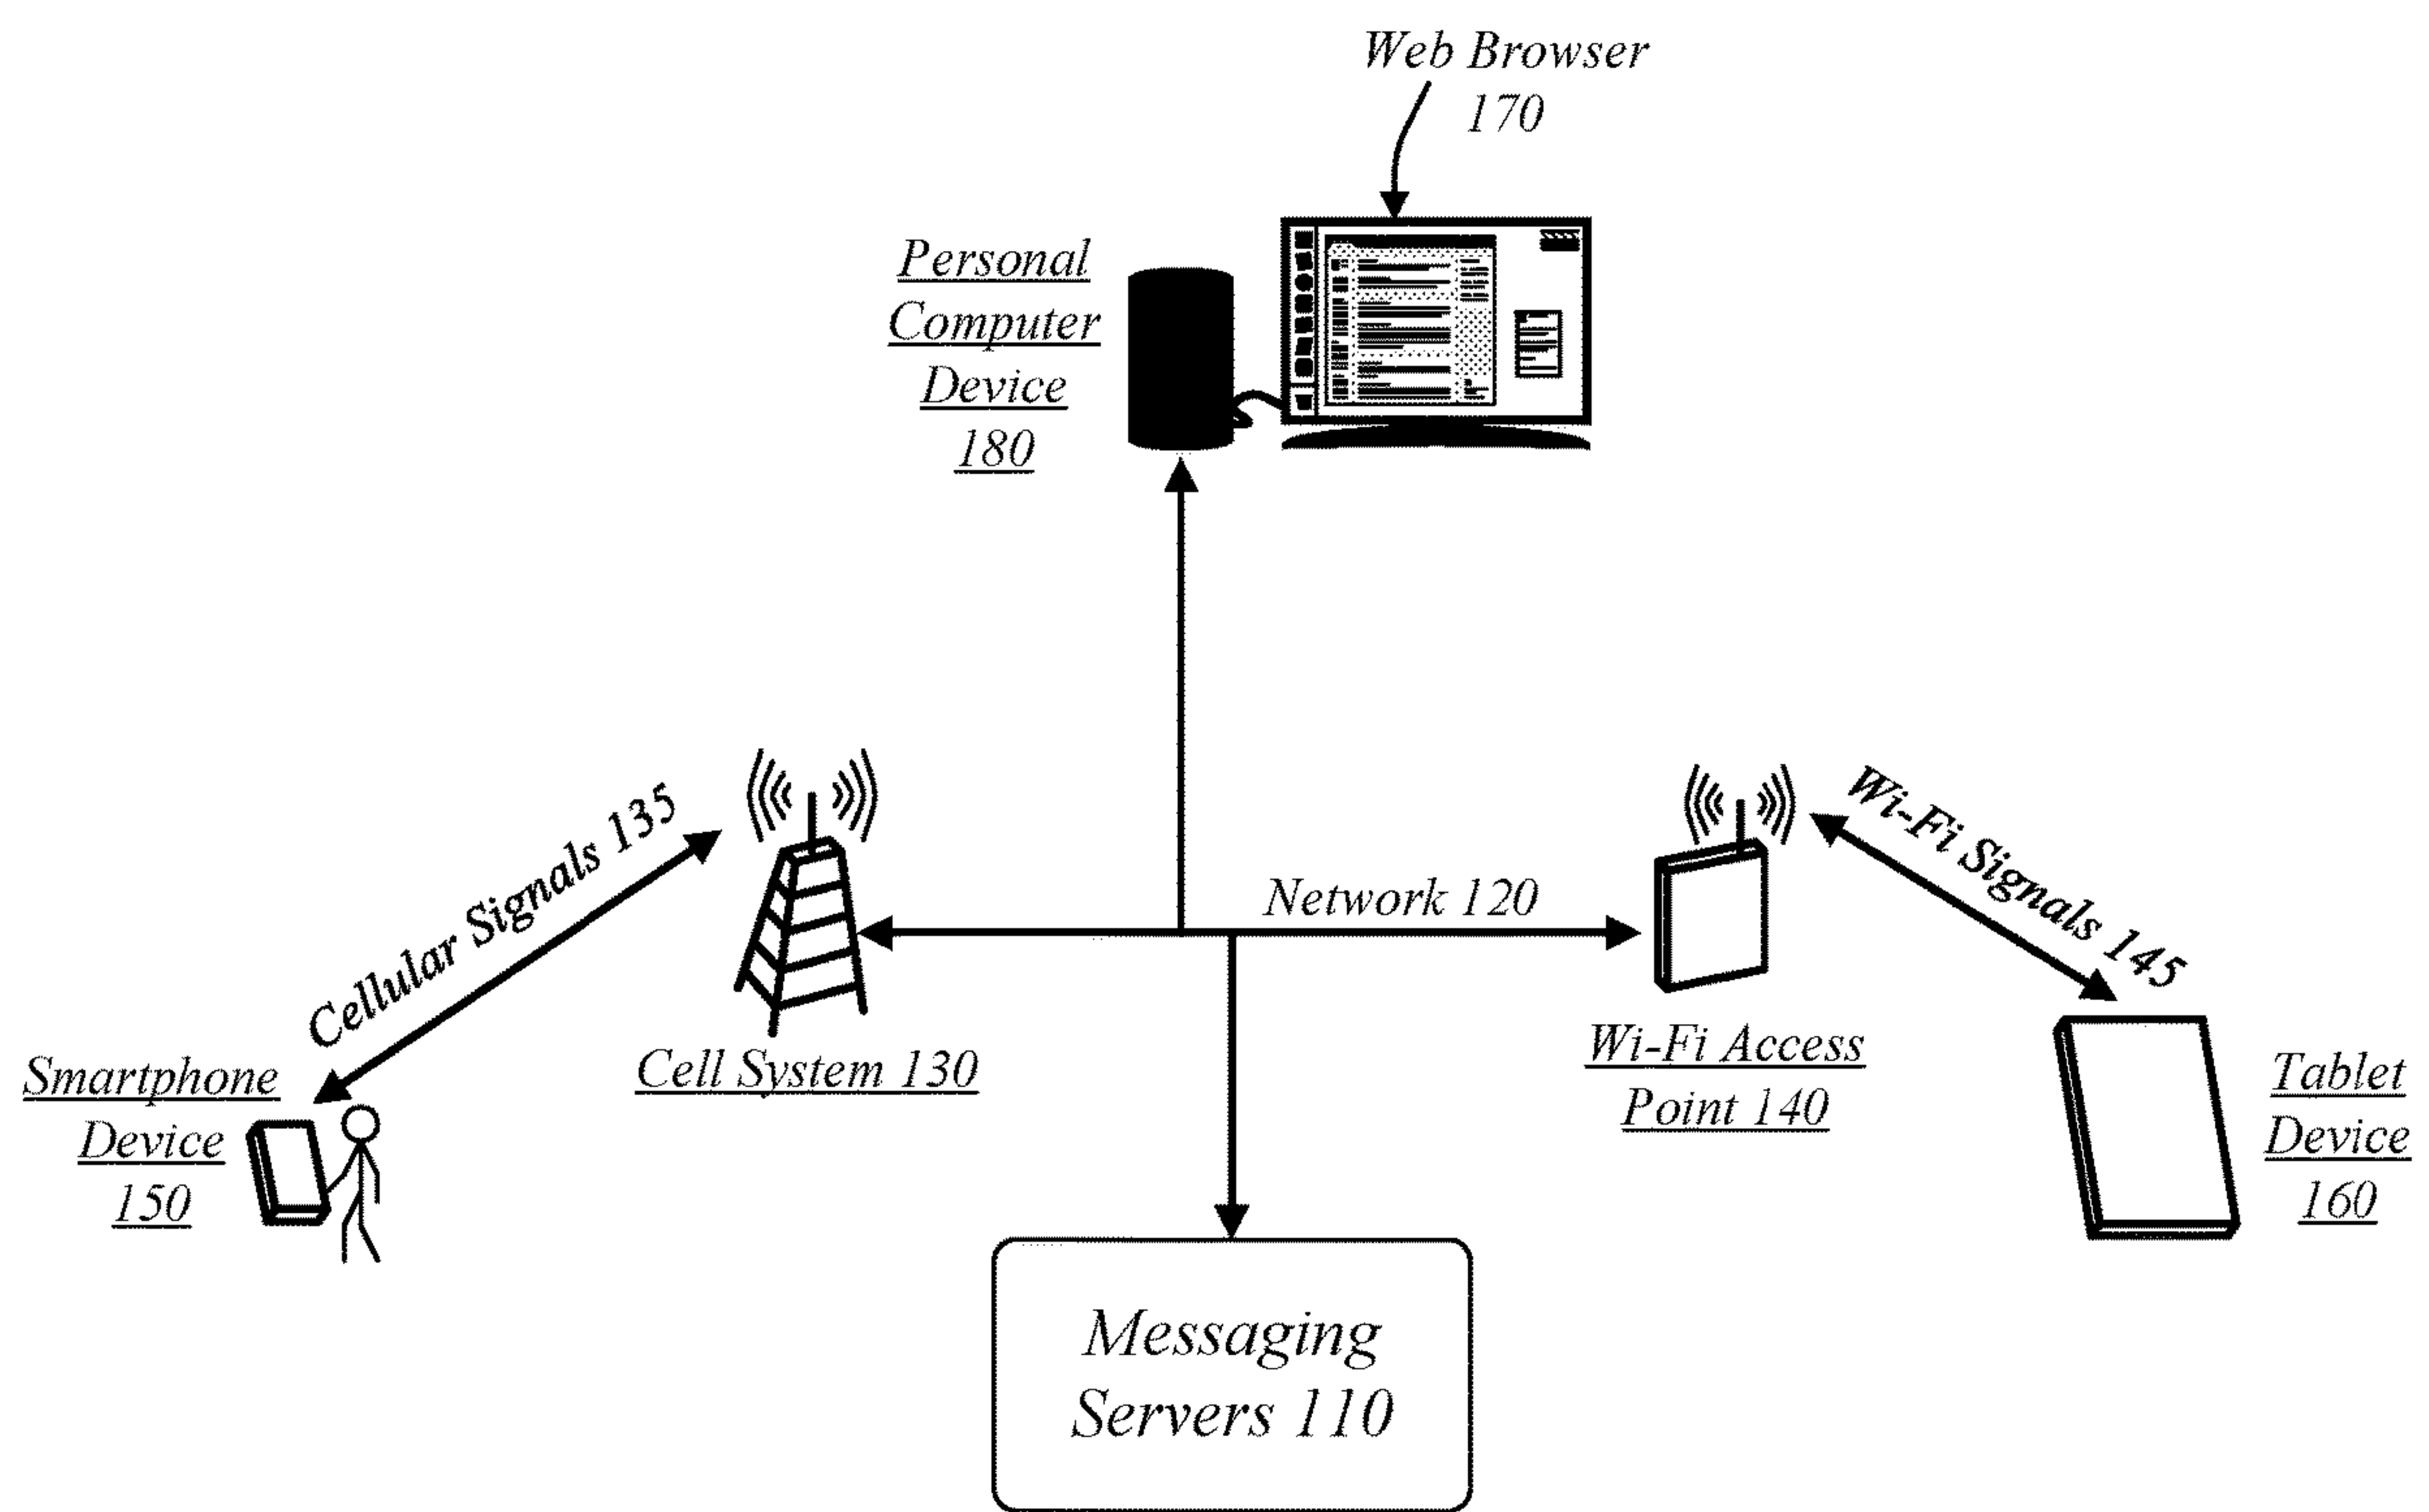 Web Browser
170
Personal
Computer
Device
180
Cellular Signals 135
Wi-Fi Signals 145
Network 120
Smartphone
Device
150
Cell System 130
Wi-Fi Access
Point 140
Tablet
Device
160
Messaging
Servers 110